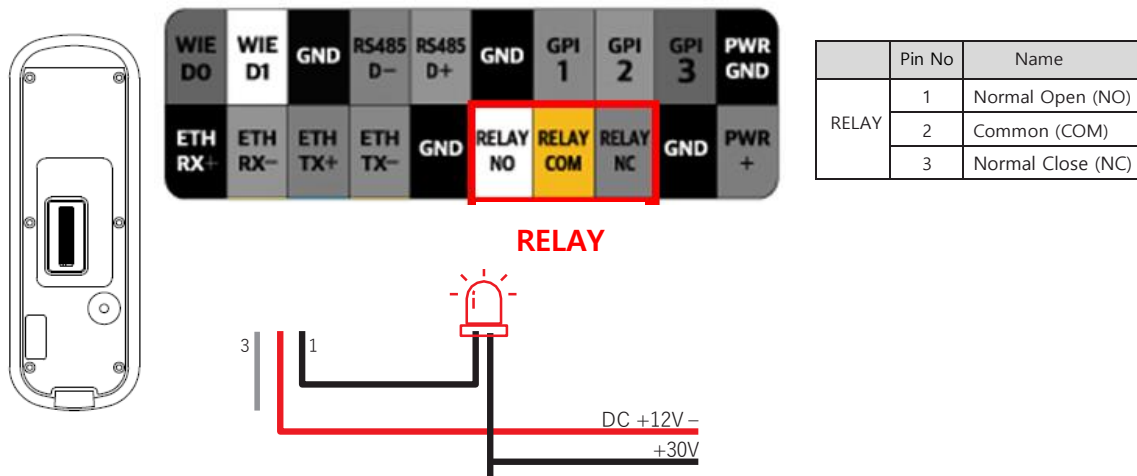 WIE D0 WIE D1 GND RS485 D− RS485 D+ GND GPI 1 GPI 2 GPI 3 PWR GND
ETH RX+ ETH RX− ETH TX+ ETH TX− GND RELAY NO RELAY COM RELAY NC GND PWR +
RELAY
Pin No Name
RELAY
1 Normal Open (NO)
2 Common (COM)
3 Normal Close (NC)
3 1
DC +12V –
+30V